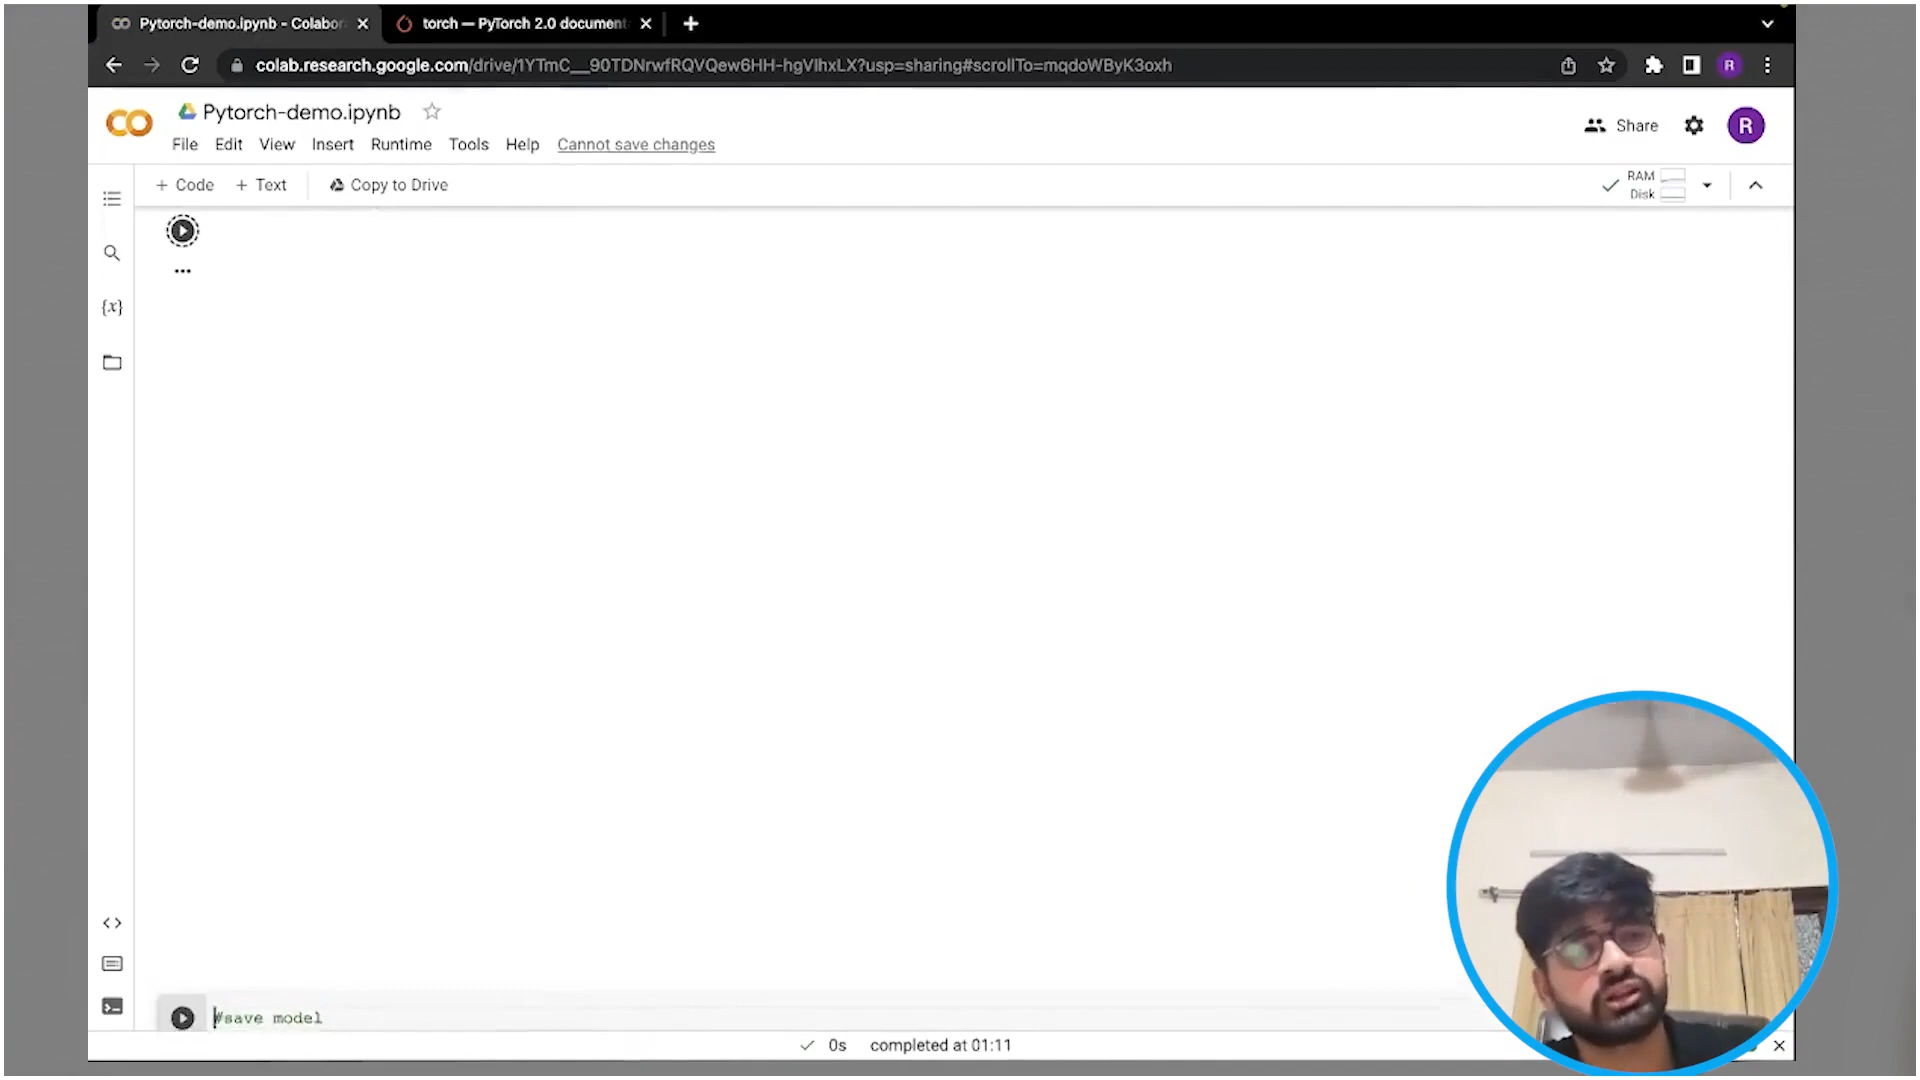 Pytorch-demo.ipynb - Colabor
torch — PyTorch 2.0 document
colab.research.google.com/drive/1YTmC__90TDNrwfRQVQew6HH-hgVlhxLX?usp=sharing#scrollTo=mqdoWByK3oxh
R
Pytorch-demo.ipynb
Share
R
File Edit View Insert Runtime Tools Help Cannot save changes
+ Code + Text Copy to Drive
RAM
Disk
{x}
#save model
0s completed at 01:11